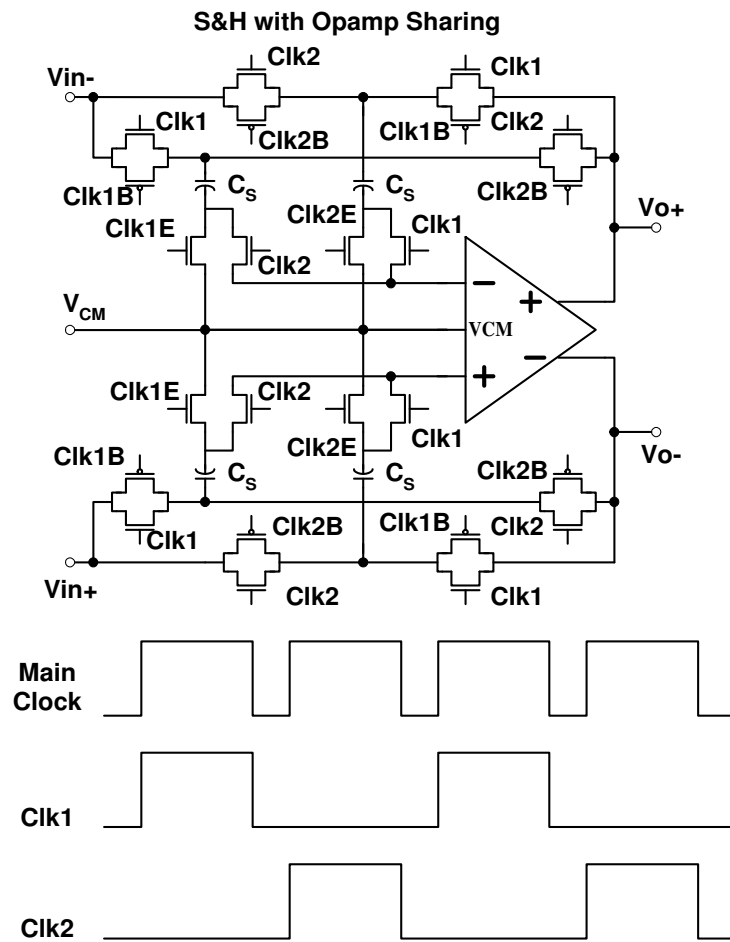 S&H with Opamp Sharing
Clk2
Clk1
Vin-
Clk1
Clk2
Clk2B
Clk1B
Clk1B
Clk2B
CS
CS
Clk1E
Clk2E
Clk1
Vo+
Clk2
VCM
VCM
Clk1E
Clk2
Clk2E
Clk1
Clk1B
CS
CS
Clk2B
Vo-
Clk2B
Clk1B
Clk2
Clk1
Vin+
Clk2
Clk1
Main
Clock
Clk1
Clk2